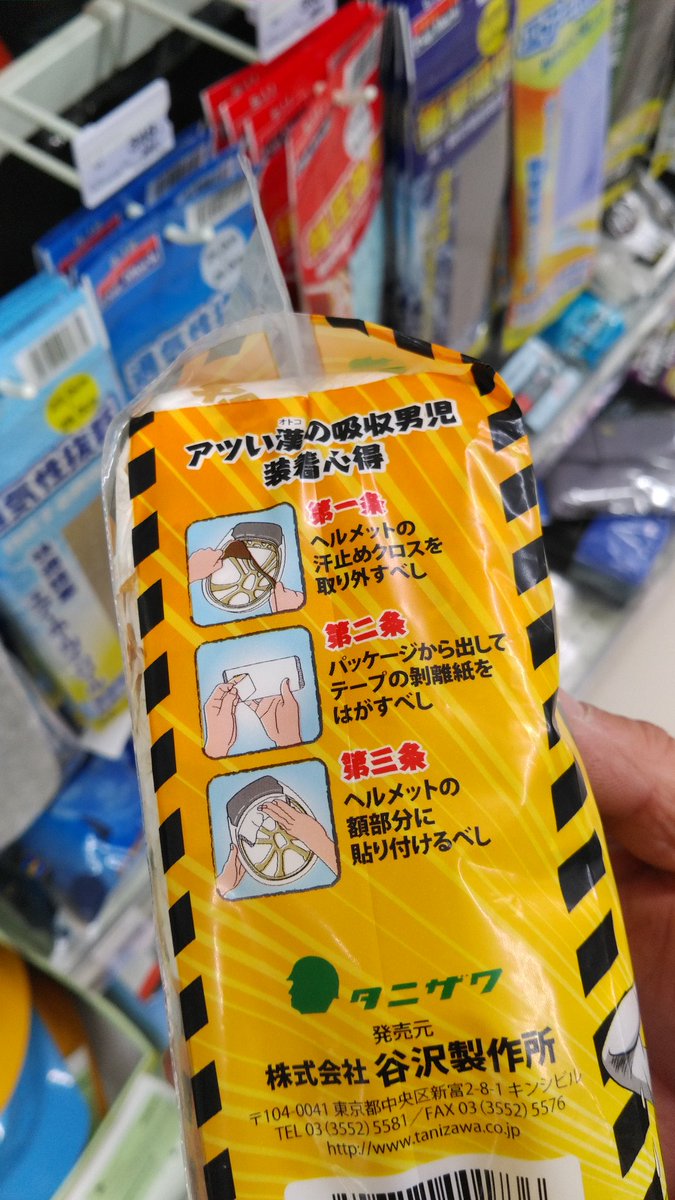 アツい漢の吸収男児
オトコ
装着心得
第一条
ヘルメットの
汗止めクロスを
取り外すべし
第二条
パッケージから出して
テープの剥離紙を
はがすべし
第三条
ヘルメットの
額部分に
貼り付けるべし
タニザワ
発売元
株式会社 谷沢製作所
〒104-0041 東京都中央区新富2-8-1 キンシビル
TEL 03(3552)5581/FAX 03(3552)5576
http://www.tanizawa.co.jp